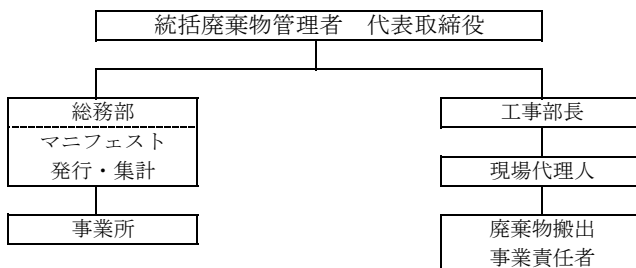 統括廃棄物管理者　代表取締役
総務部
マニフェスト
発行・集計
事業所
工事部長
現場代理人
廃棄物搬出
事業責任者